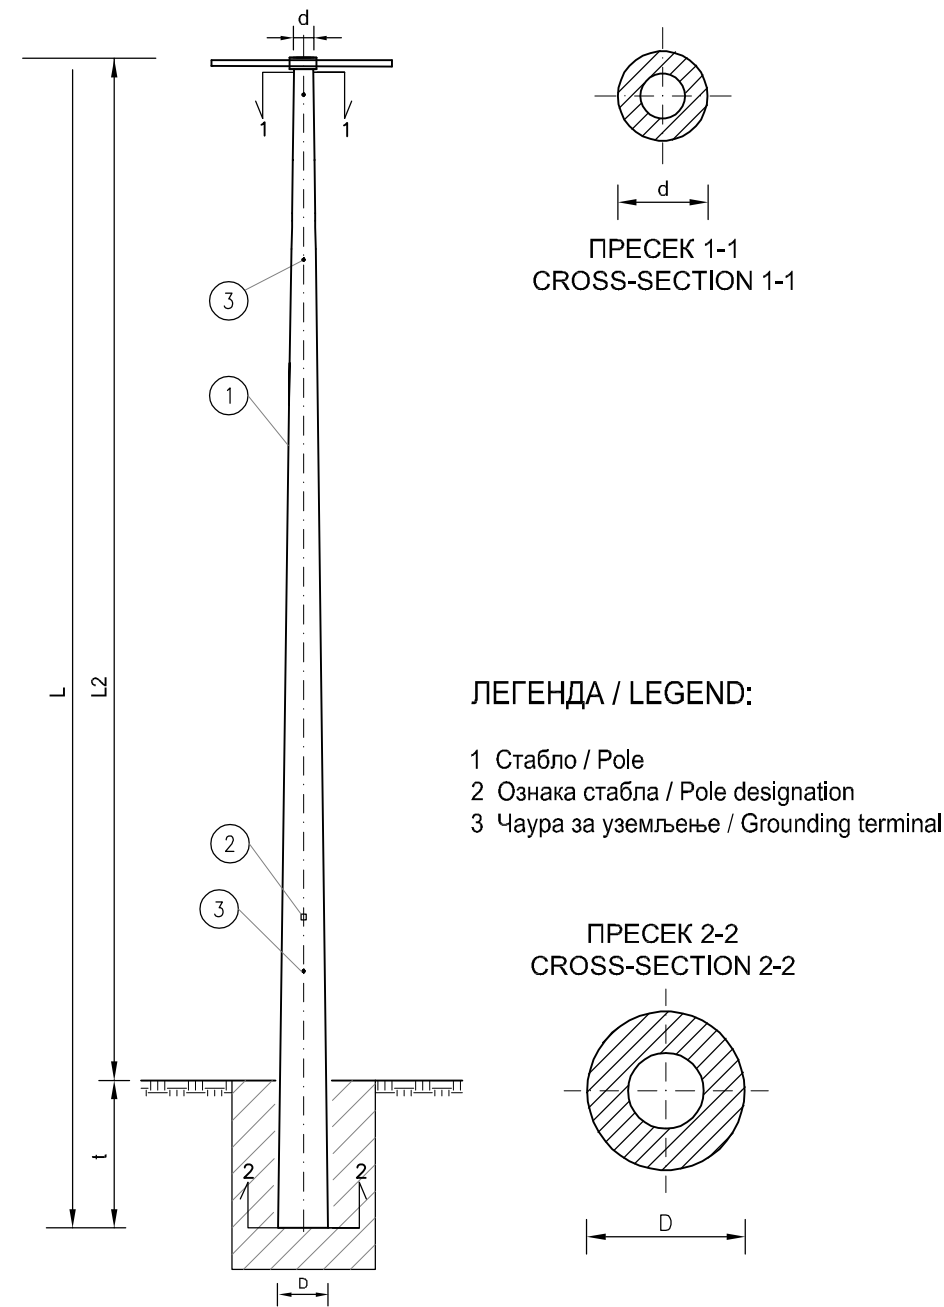 d
1 1
d
ПРЕСЕК 1-1
CROSS-SECTION 1-1
3
1
L
L2
ЛЕГЕНДА / LEGEND:
1 Стабло / Pole
2 Ознака стабла / Pole designation
3 Чаура за уземљење / Grounding terminal
2
3
ПРЕСЕК 2-2
CROSS-SECTION 2-2
t
2 2
D
D